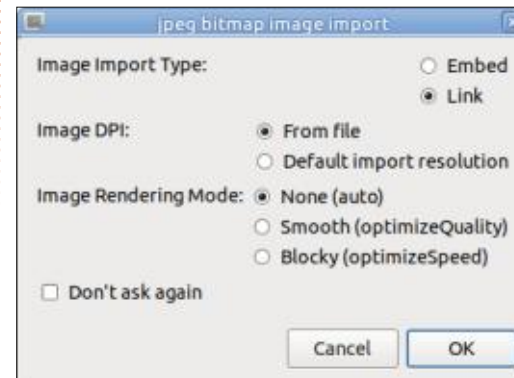 jpeg bitmap image import
Image Import Type:
Embed
Link
Image DPI:
From file
Default import resolution
Image Rendering Mode:
None (auto)
Smooth (optimizeQuality)
Blocky (optimizeSpeed)
Don't ask again
Cancel
OK